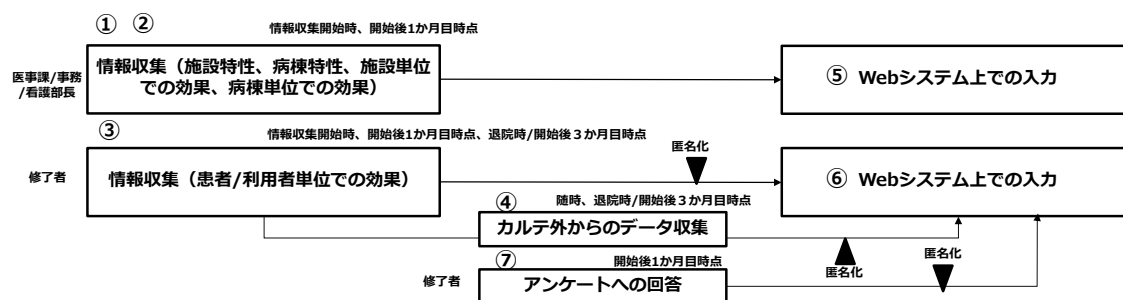 ① ②
情報収集開始時、開始後1か月目時点
医事課/事務
/看護部長
情報収集（施設特性、病棟特性、施設単位
での効果、病棟単位での効果）
⑤ Webシステム上での入力
③
情報収集開始時、開始後1か月目時点、退院時/開始後３か月目時点
匿名化
修了者
情報収集（患者/利用者単位での効果）
⑥ Webシステム上での入力
④
随時、退院時/開始後３か月目時点
カルテ外からのデータ収集
匿名化
⑦
開始後1か月目時点
匿名化
修了者
アンケートへの回答